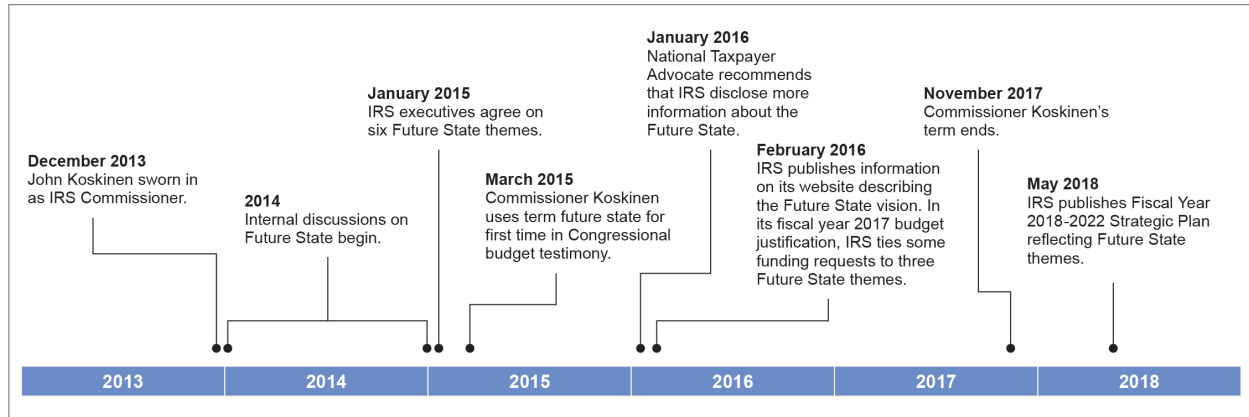 December 2013
John Koskinen sworn in
as IRS Commissioner.
2014
Internal discussions on
Future State begin.
January 2015
IRS executives agree on
six Future State themes.
March 2015
Commissioner Koskinen
uses term future state for
first time in Congressional
budget testimony.
January 2016
National Taxpayer
Advocate recommends
that IRS disclose more
information about the
Future State.
February 2016
IRS publishes information
on its website describing
the Future State vision. In
its fiscal year 2017 budget
justification, IRS ties some
funding requests to three
Future State themes.
November 2017
Commissioner Koskinen's
term ends.
May 2018
IRS publishes Fiscal Year
2018-2022 Strategic Plan
reflecting Future State
themes.
2013
2014
2015
2016
2017
2018